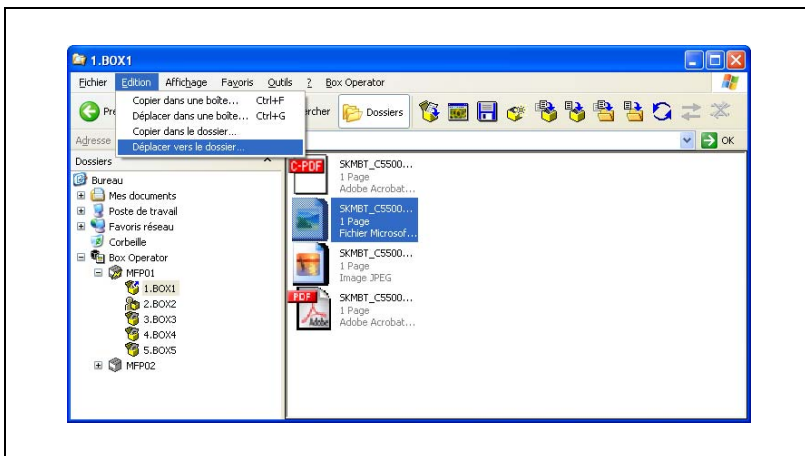 1.BOX1
Fichier Edition Affichage Favoris Outils ? Box Operator
Copier dans une boîte... Ctrl+F
Déplacer dans une boîte... Ctrl+G
Copier dans le dossier...
Déplacer vers le dossier...
Dossiers
Adresse
OK
Dossiers
Bureau
Mes documents
Poste de travail
Favoris réseau
Corbeille
Box Operator
MFP01
1.BOX1
2.BOX2
3.BOX3
4.BOX4
5.BOX5
MFP02
C-PDF
SKMBT_C5500...
1 Page
Adobe Acrobat...
SKMBT_C5500...
1 Page
Fichier Microsof...
SKMBT_C5500...
1 Page
Image JPEG
PDF
Adobe
SKMBT_C5500...
1 Page
Adobe Acrobat...